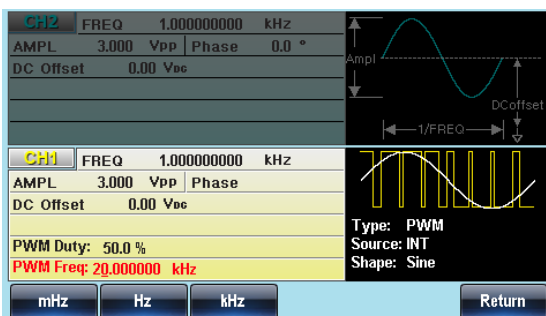 CH2 FREQ 1.000000000 kHz
AMPL 3.000 Vpp Phase 0.0 °
DC Offset 0.00 VDC
Ampl
DCoffset
1/FREQ
CH1 FREQ 1.000000000 kHz
AMPL 3.000 Vpp Phase
DC Offset 0.00 VDC
PWM Duty: 50.0 %
PWM Freq: 20.000000 kHz
Type: PWM
Source: INT
Shape: Sine
mHz Hz kHz Return